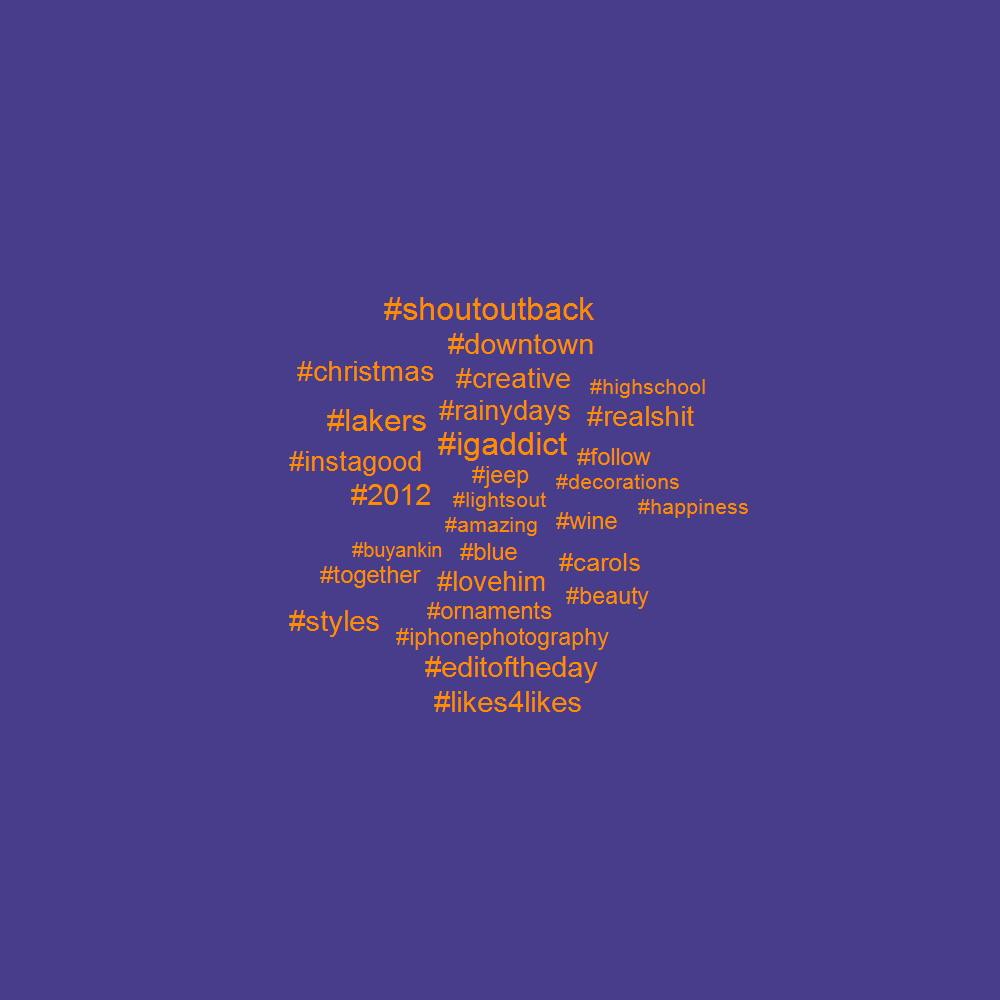 #shoutoutback
#downtown
#christmas
#creative
#highschool
#rainydays
#realshit
#lakers
#igaddict
#follow
#instagood
#jeep
#decorations
#2012
#lightsout
#happiness
#amazing
#wine
#buyankin
#blue
#carols
#together
#lovehim
#beauty
#ornaments
#styles
#iphonephotography
#editoftheday
#likes4likes